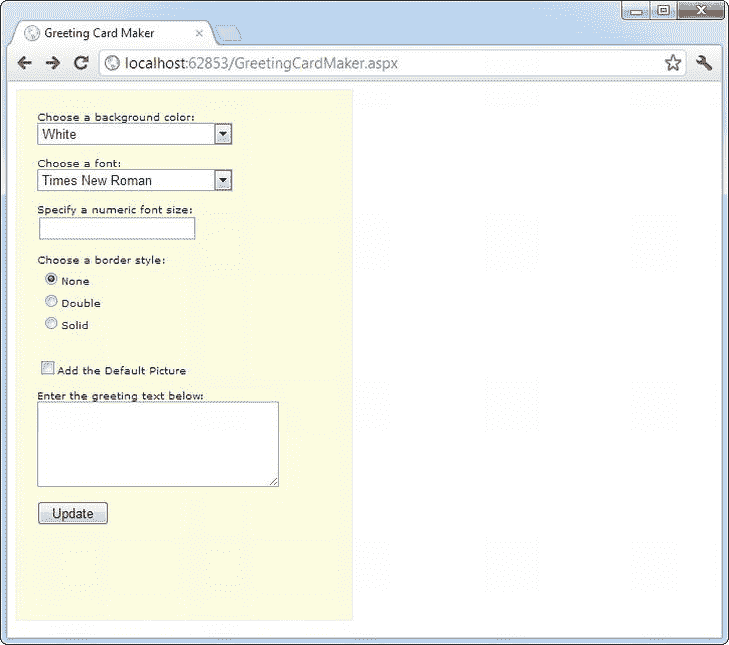 Greeting Card Maker
localhost:62853/GreetingCardMaker.aspx
Choose a background color:
White
Choose a font:
Times New Roman
Specify a numeric font size:
Choose a border style:
None
Double
Solid
Add the Default Picture
Enter the greeting text below:
Update